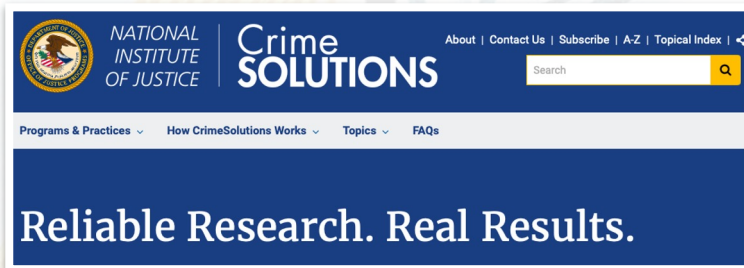 NATIONAL
INSTITUTE
OF JUSTICE
Crime
SOLUTIONS
About | Contact Us | Subscribe | A-Z | Topical Index |
Search
Programs & Practices
How CrimeSolutions Works
Topics
FAQs
Reliable Research. Real Results.